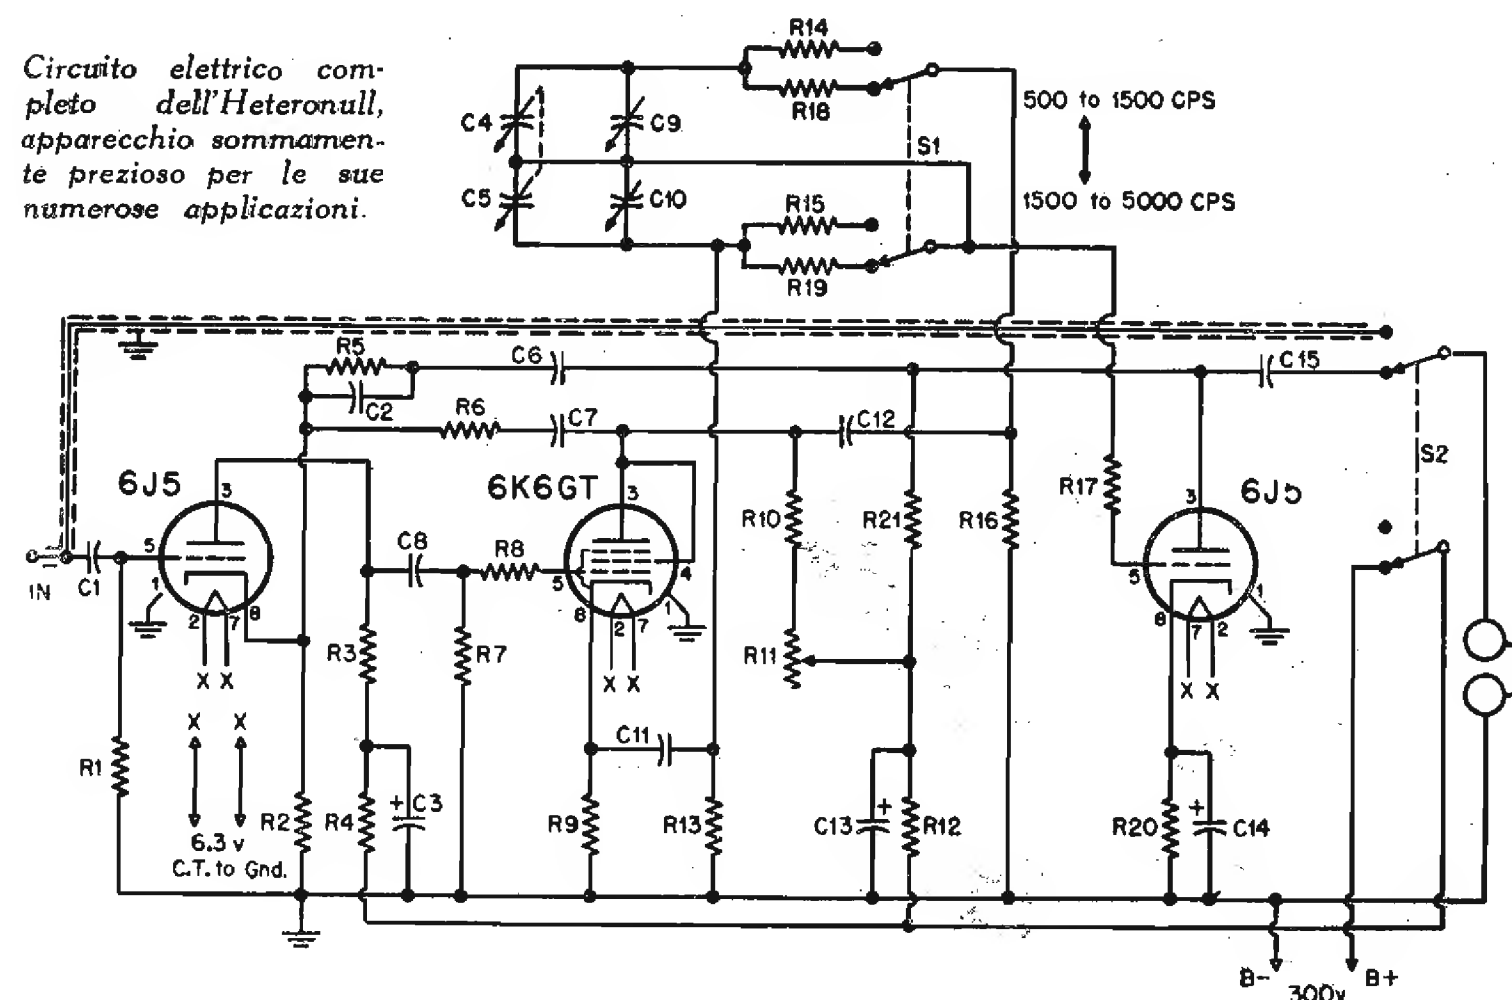 Circuito elettrico com-
pleto dell'Heteronull,
apparecchio sommamen-
te prezioso per le sue
numerose applicazioni.
R14
R18
C4
C9
S1
500 to 1500 CPS
1500 to 5000 CPS
C5
C10
R15
R19
R5
C2
C6
C15
R6
C7
C12
S2
6J5
3
6K6GT
3
R10
R21
R16
R17
6J5
3
IN
C1
5
1
2
7
8
C8
R8
5
4
8
2
7
1
5
8
7
2
1
R3
R7
R11
X X
X X
X X
X X
R1
6.3 v
C.T. to Gnd.
R2
R4
+
C3
C11
R9
R13
C13
+
R12
R20
+
C14
B-
300v
B+